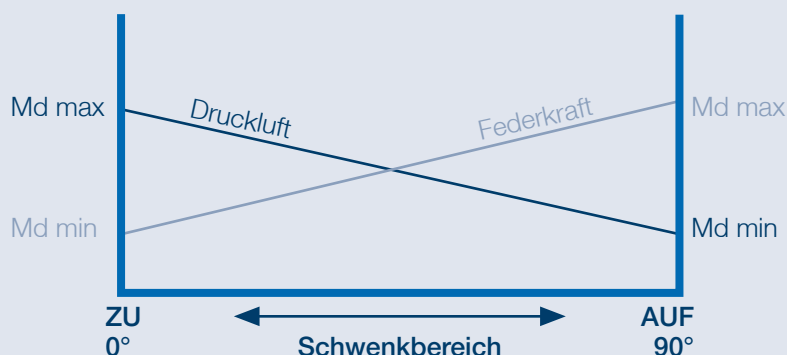 Md max
Druckluft
Federkraft
Md max
Md min
Md min
ZU
AUF
0°
Schwenkbereich
90°